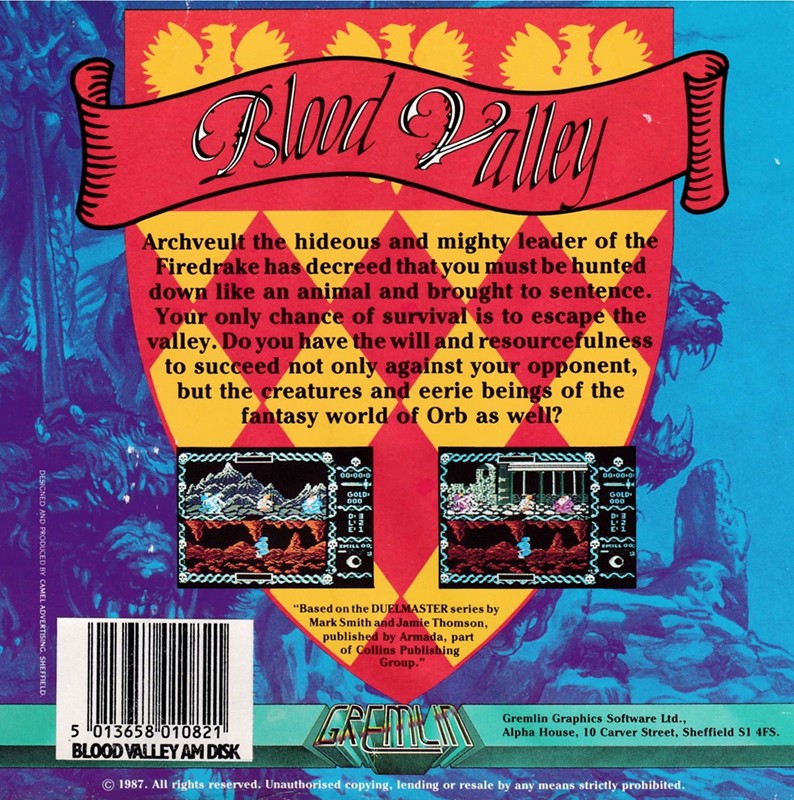 Blood Valley
Archveult the hideous and mighty leader of the
Firedrake has decreed that you must be hunted
down like an animal and brought to sentence.
Your only chance of survival is to escape the
valley. Do you have the will and resourcefulness
to succeed not only against your opponent,
but the creatures and eerie beings of the
fantasy world of Orb as well?
GOLD:
000
GOLD:
000
"Based on the DUELMASTER series by
Mark Smith and Jamie Thomson,
published by Armada, part
of Collins Publishing
Group."
DESIGNED AND PRODUCED BY CAMEL ADVERTISING, SHEFFIELD
5 013658 010821
BLOOD VALLEY AM DISK
GREMLIN
Gremlin Graphics Software Ltd.,
Alpha House, 10 Carver Street, Sheffield S1 4FS.
© 1987. All rights reserved. Unauthorised copying, lending or resale by any means strictly prohibited.